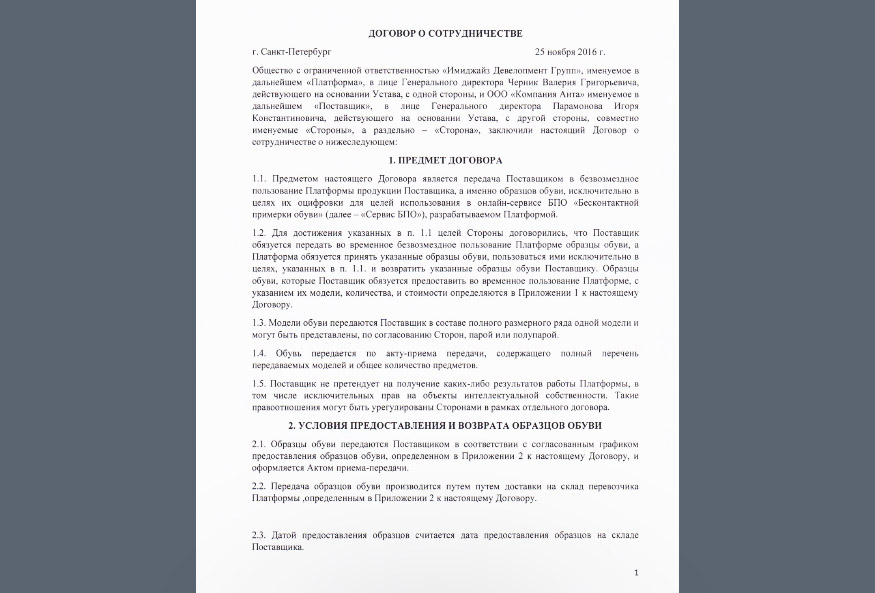 ДОГОВОР О СОТРУДНИЧЕСТВЕ
г. Санкт-Петербург 25 ноября 2016 г.
Общество с ограниченной ответственностью «Имиджайз Девелопмент Групп», именуемое в
дальнейшем «Платформа», в лице Генерального директора Черник Валерия Григорьевича,
действующего на основании Устава, с одной стороны, и ООО «Компания Анта» именуемое в
дальнейшем «Поставщик», в лице Генерального директора Парамонова Игоря
Константиновича, действующего на основании Устава, с другой стороны, совместно
именуемые «Стороны», а раздельно – «Сторона», заключили настоящий Договор о
сотрудничестве о нижеследующем:
1. ПРЕДМЕТ ДОГОВОРА
1.1. Предметом настоящего Договора является передача Поставщиком в безвозмездное
пользование Платформы продукции Поставщика, а именно образцов обуви, исключительно в
целях их оцифровки для целей использования в онлайн-сервисе БПО «Бесконтактной
примерки обуви» (далее – «Сервис БПО»), разрабатываемом Платформой.
1.2. Для достижения указанных в п. 1.1 целей Стороны договорились, что Поставщик
обязуется передать во временное безвозмездное пользование Платформе образцы обуви, а
Платформа обязуется принять указанные образцы обуви, пользоваться ими исключительно в
целях, указанных в п. 1.1. и возвратить указанные образцы обуви Поставщику. Образцы
обуви, которые Поставщик обязуется предоставить во временное пользование Платформе, с
указанием их модели, количества, и стоимости определяются в Приложении 1 к настоящему
Договору.
1.3. Модели обуви передаются Поставщик в составе полного размерного ряда одной модели и
могут быть представлены, по согласованию Сторон, парой или полупарой.
1.4. Обувь передается по акту-приема передачи, содержащего полный перечень
передаваемых моделей и общее количество предметов.
1.5. Поставщик не претендует на получение каких-либо результатов работы Платформы, в
том числе исключительных прав на объекты интеллектуальной собственности. Такие
правоотношения могут быть урегулированы Сторонами в рамках отдельного договора.
2. УСЛОВИЯ ПРЕДОСТАВЛЕНИЯ И ВОЗВРАТА ОБРАЗЦОВ ОБУВИ
2.1. Образцы обуви передаются Поставщиком в соответствии с согласованным графиком
предоставления образцов обуви, определенном в Приложении 2 к настоящему Договору, и
оформляется Актом приема-передачи.
2.2. Передача образцов обуви производится путем путем доставки на склад перевозчика
Платформы ,определенным в Приложении 2 к настоящему Договору.
2.3. Датой предоставления образцов считается дата предоставления образцов на складе
Поставщика.
1